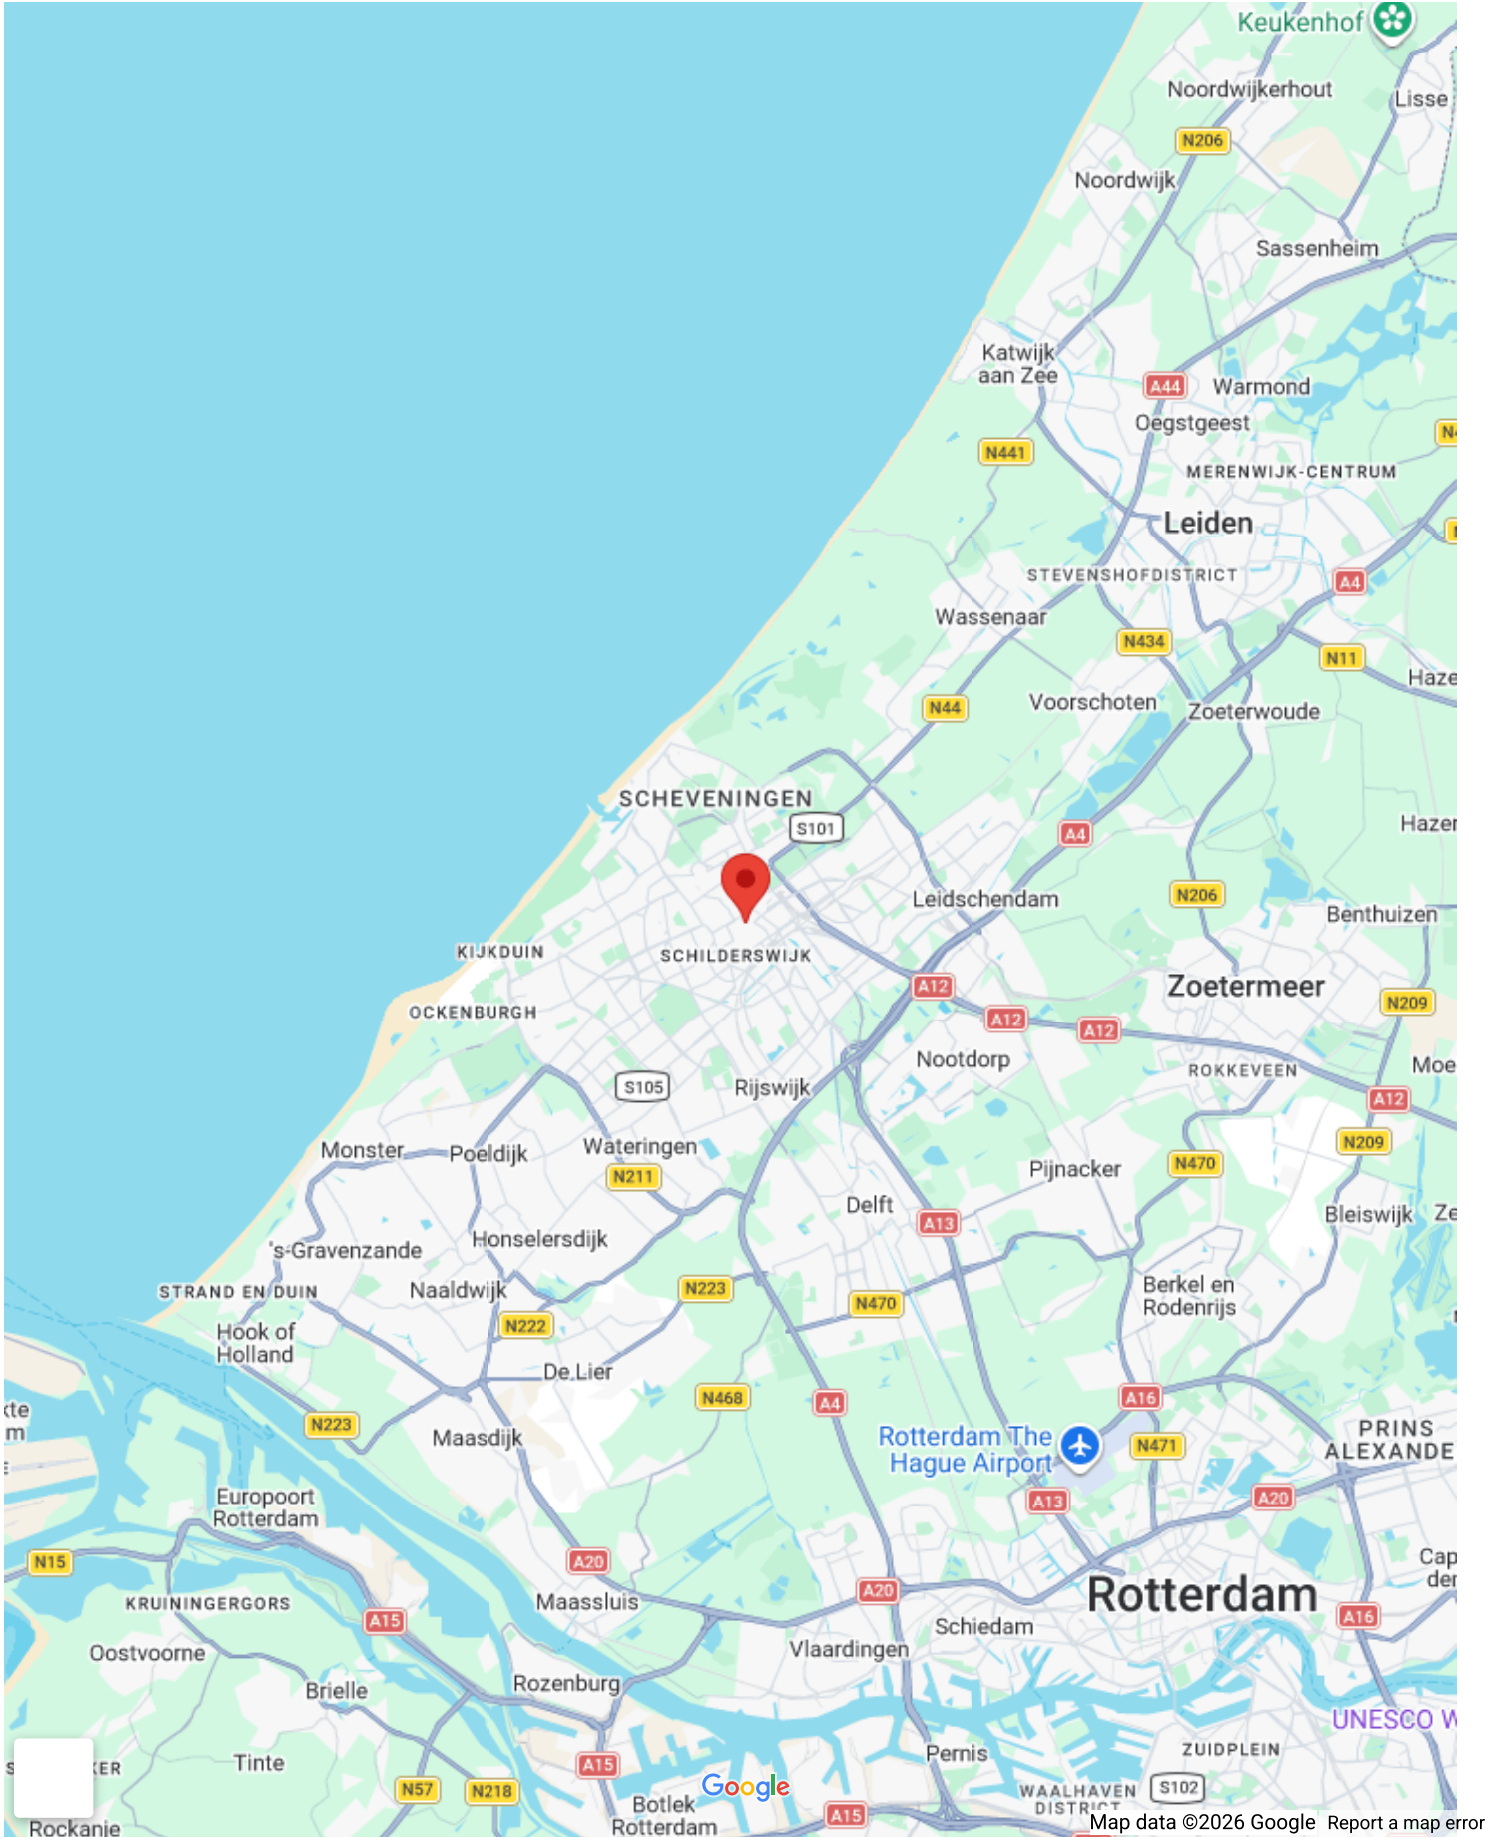 Keukenhof
Noordwijkerhout
Lisse
N206
Noordwijk
Sassenheim
Katwijk
aan Zee
A44
Warmond
Oegstgeest
N441
MERENWIJK-CENTRUM
Leiden
STEVENSHOFDISTRICT
A4
Wassenaar
N434
N11
Voorschoten
N44
Zoeterwoude
SCHEVENINGEN
S101
A4
Leidschendam
N206
Benthuizen
KIJKDUIN
SCHILDERSWIJK
A12
Zoetermeer
N209
OCKENBURGH
A12
A12
Nootdorp
ROKKEVEEN
S105
Rijswijk
A12
Monster
Poeldijk
Wateringen
N209
N211
Pijnacker
N470
Delft
A13
Bleiswijk
's-Gravenzande
Honselersdijk
STRAND EN DUIN
Naaldwijk
N223
N470
Berkel en
Rodenrijs
Hook of
Holland
N222
De Lier
N468
A4
A16
N223
Maasdijk
Rotterdam The
Hague Airport
N471
PRINS
ALEXANDE
Europoort
Rotterdam
A13
A20
N15
A20
KRUININGERGORS
Maassluis
A20
Rotterdam
A15
Schiedam
A16
Oostvoorne
Vlaardingen
Brielle
Rozenburg
UNESCO W
Tinte
A15
Pernis
ZUIDPLEIN
N57
N218
Google
WAALHAVEN
DISTRICT
S102
Botlek
Rotterdam
A15
Rockanje
Map data ©2026 Google
Report a map error